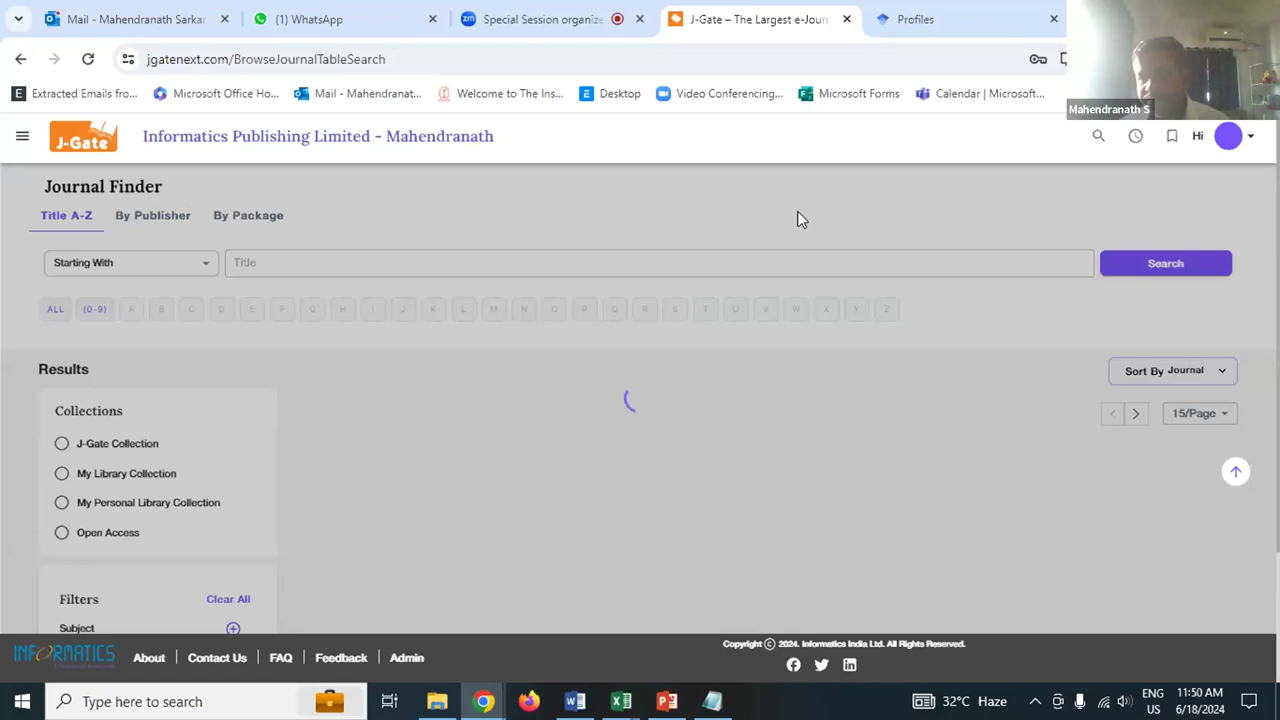 Mail - Mahendranath Sarkar
(1) WhatsApp
Special Session organize
J-Gate – The Largest e-Jour
Profiles
jgatenext.com/BrowseJournalTableSearch
Extracted Emails fro...
Microsoft Office Ho...
Mail - Mahendranat...
Welcome to The Ins...
Desktop
Video Conferencing...
Microsoft Forms
Calendar | Microsoft...
Mahendranath S
J-Gate
Informatics Publishing Limited - Mahendranath
Hi
Journal Finder
Title A-Z
By Publisher
By Package
Starting With
Title
Search
ALL (0-9) A B C D E F G H I J K L M N O P Q R S T U V W X Y Z
Results
Sort By Journal
Collections
15/Page
J-Gate Collection
My Library Collection
My Personal Library Collection
Open Access
Filters
Clear All
Subject
INFORMATICS
About
Contact Us
FAQ
Feedback
Admin
Copyright © 2024. Informatics India Ltd. All Rights Reserved.
Type here to search
32°C Haze
ENG
US
11:50 AM
6/18/2024